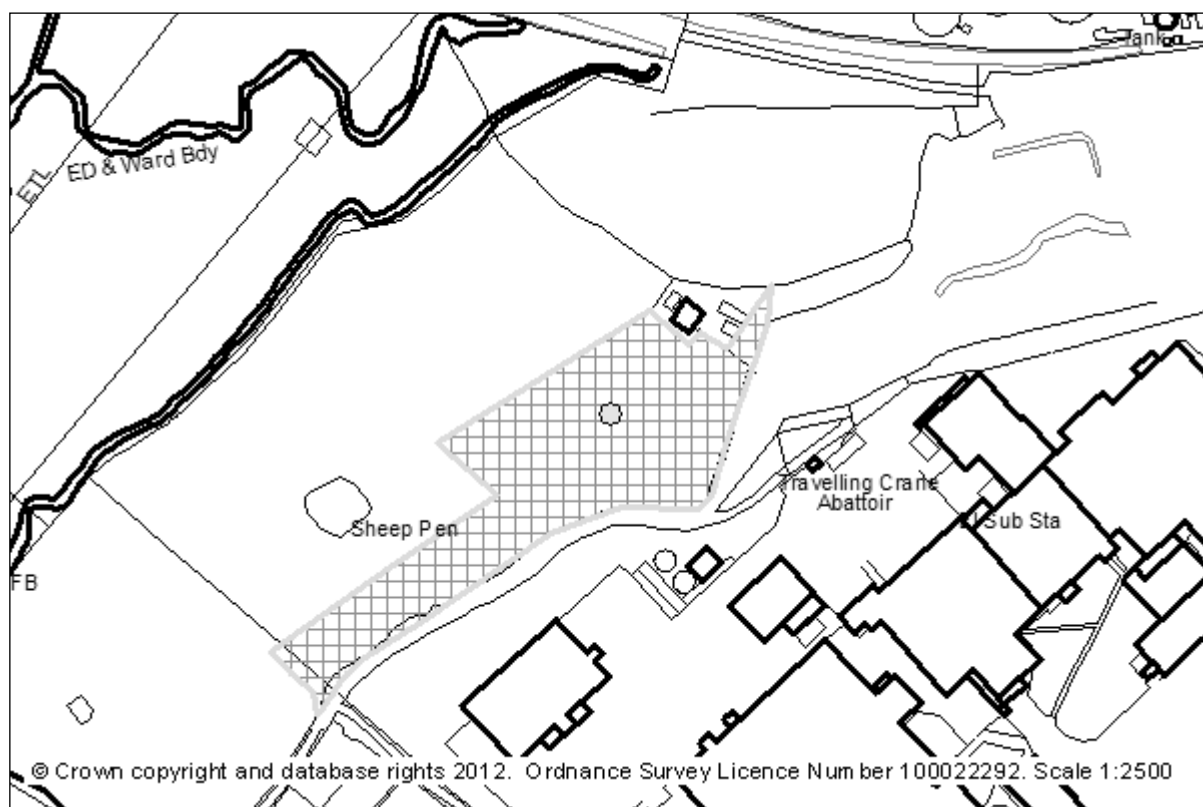 Tank
ED & Ward Bdy
ETL
Travelling Crane
Abattoir
El Sub Sta
Sheep Pen
FB
© Crown copyright and database rights 2012. Ordnance Survey Licence Number 100022292. Scale 1:2500